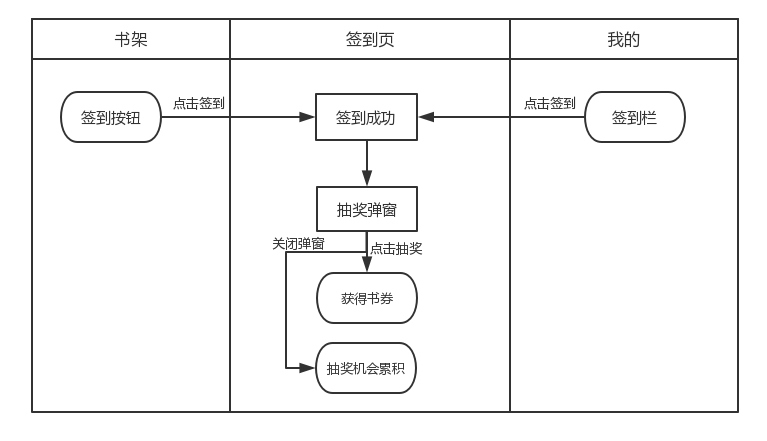 书架
签到页
我的
点击签到
点击签到
签到按钮
签到成功
签到栏
抽奖弹窗
关闭弹窗
点击抽奖
获得书券
抽奖机会累积